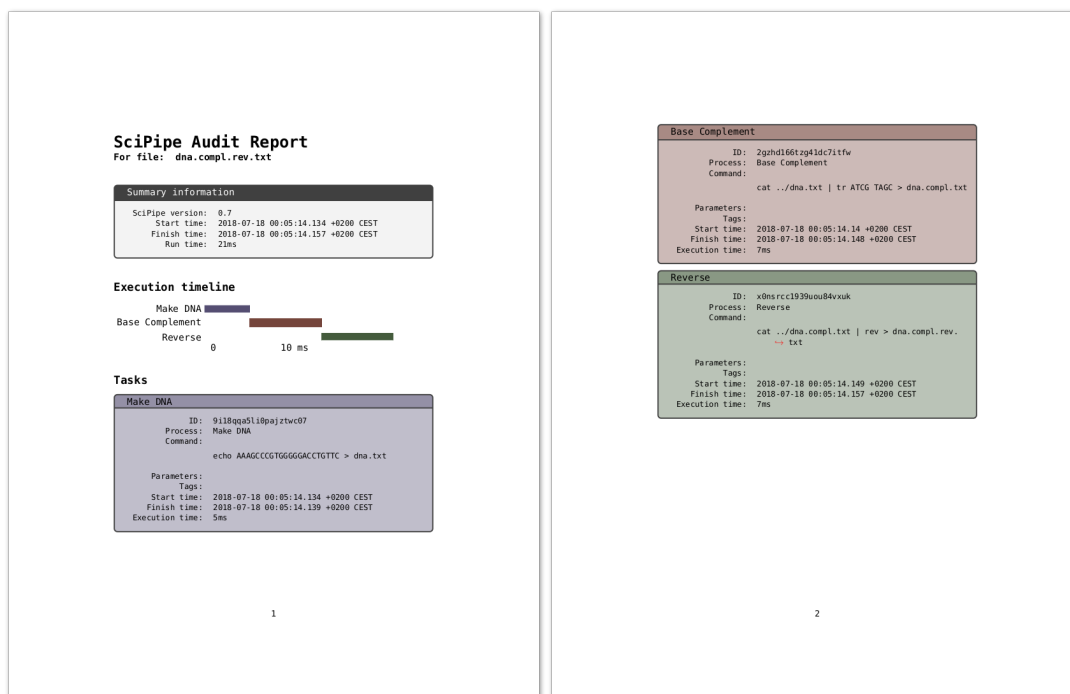 SciPipe Audit Report
For file: dna.compl.rev.txt
Summary information
SciPipe version: 0.7
Start time: 2018-07-18 00:05:14.134 +0200 CEST
Finish time: 2018-07-18 00:05:14.157 +0200 CEST
Run time: 21ms
Execution timeline
Make DNA
Base Complement
Reverse
0 10 ms
Tasks
Make DNA
ID: 9i18qqa5li0pajztwc07
Process: Make DNA
Command:
echo AAAGCCCGTGGGGGACCTGTTC > dna.txt
Parameters:
Tags:
Start time: 2018-07-18 00:05:14.134 +0200 CEST
Finish time: 2018-07-18 00:05:14.139 +0200 CEST
Execution time: 5ms
1
Base Complement
ID: 2gzhd166tzg41dc7itfw
Process: Base Complement
Command:
cat ../dna.txt | tr ATCG TAGC > dna.compl.txt
Parameters:
Tags:
Start time: 2018-07-18 00:05:14.14 +0200 CEST
Finish time: 2018-07-18 00:05:14.148 +0200 CEST
Execution time: 7ms
Reverse
ID: x0nsrcc1939uou84vxuk
Process: Reverse
Command:
cat ../dna.compl.txt | rev > dna.compl.rev.
↪ txt
Parameters:
Tags:
Start time: 2018-07-18 00:05:14.149 +0200 CEST
Finish time: 2018-07-18 00:05:14.157 +0200 CEST
Execution time: 7ms
2